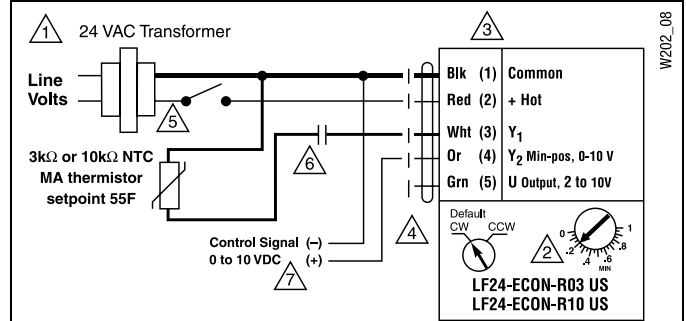 1 24 VAC Transformer
3
W202_08
Line
Volts
5
Blk (1) Common
Red (2) + Hot
Wht (3) Y1
Or (4) Y2 Min-pos, 0-10 V
Grn (5) U Output, 2 to 10V
3kΩ or 10kΩ NTC
MA thermistor
setpoint 55F
6
4
Control Signal (–)
0 to 10 VDC (+)
7
Default
CW CCW
2
0 .2 .4 .6 .8 1
MIN
LF24-ECON-R03 US
LF24-ECON-R10 US